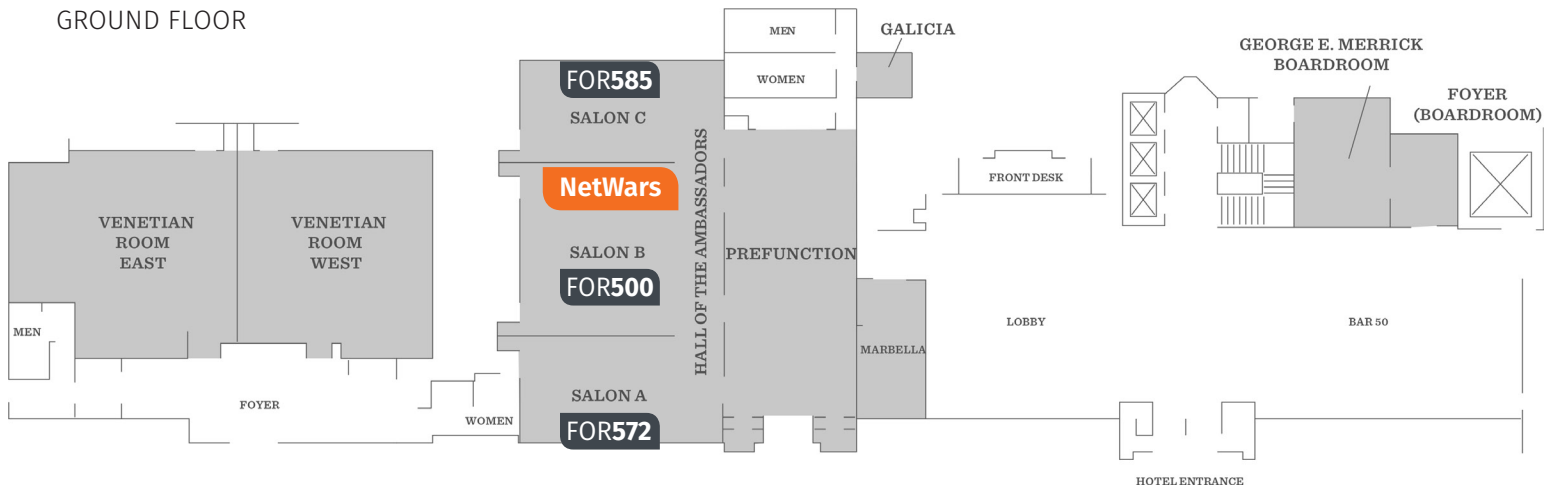 GROUND FLOOR
MEN
WOMEN
GALICIA
GEORGE E. MERRICK
BOARDROOM
FOYER
(BOARDROOM)
FOR585
SALON C
NetWars
SALON B
FOR500
SALON A
FOR572
HALL OF THE AMBASSADORS
PREFUNCTION
VENETIAN
ROOM
EAST
VENETIAN
ROOM
WEST
MEN
FOYER
WOMEN
MARBELLA
FRONT DESK
LOBBY
BAR 50
HOTEL ENTRANCE